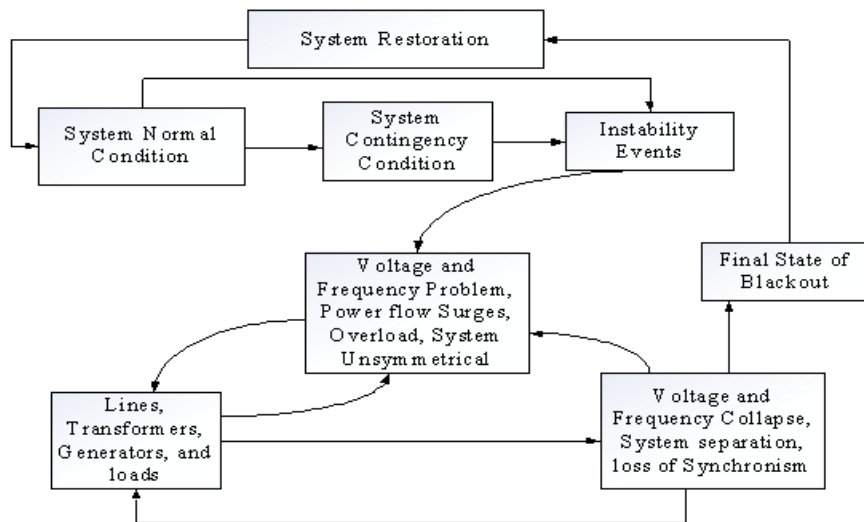 System Restoration
System Normal
Condition
System
Contingency
Condition
Instability
Events
Voltage and
Frequency Problem,
Power flow Surges,
Overload, System
Unsymmetrical
Final State of
Blackout
Lines,
Transformers,
Generators, and
loads
Voltage and
Frequency Collapse,
System separation,
loss of Synchronism